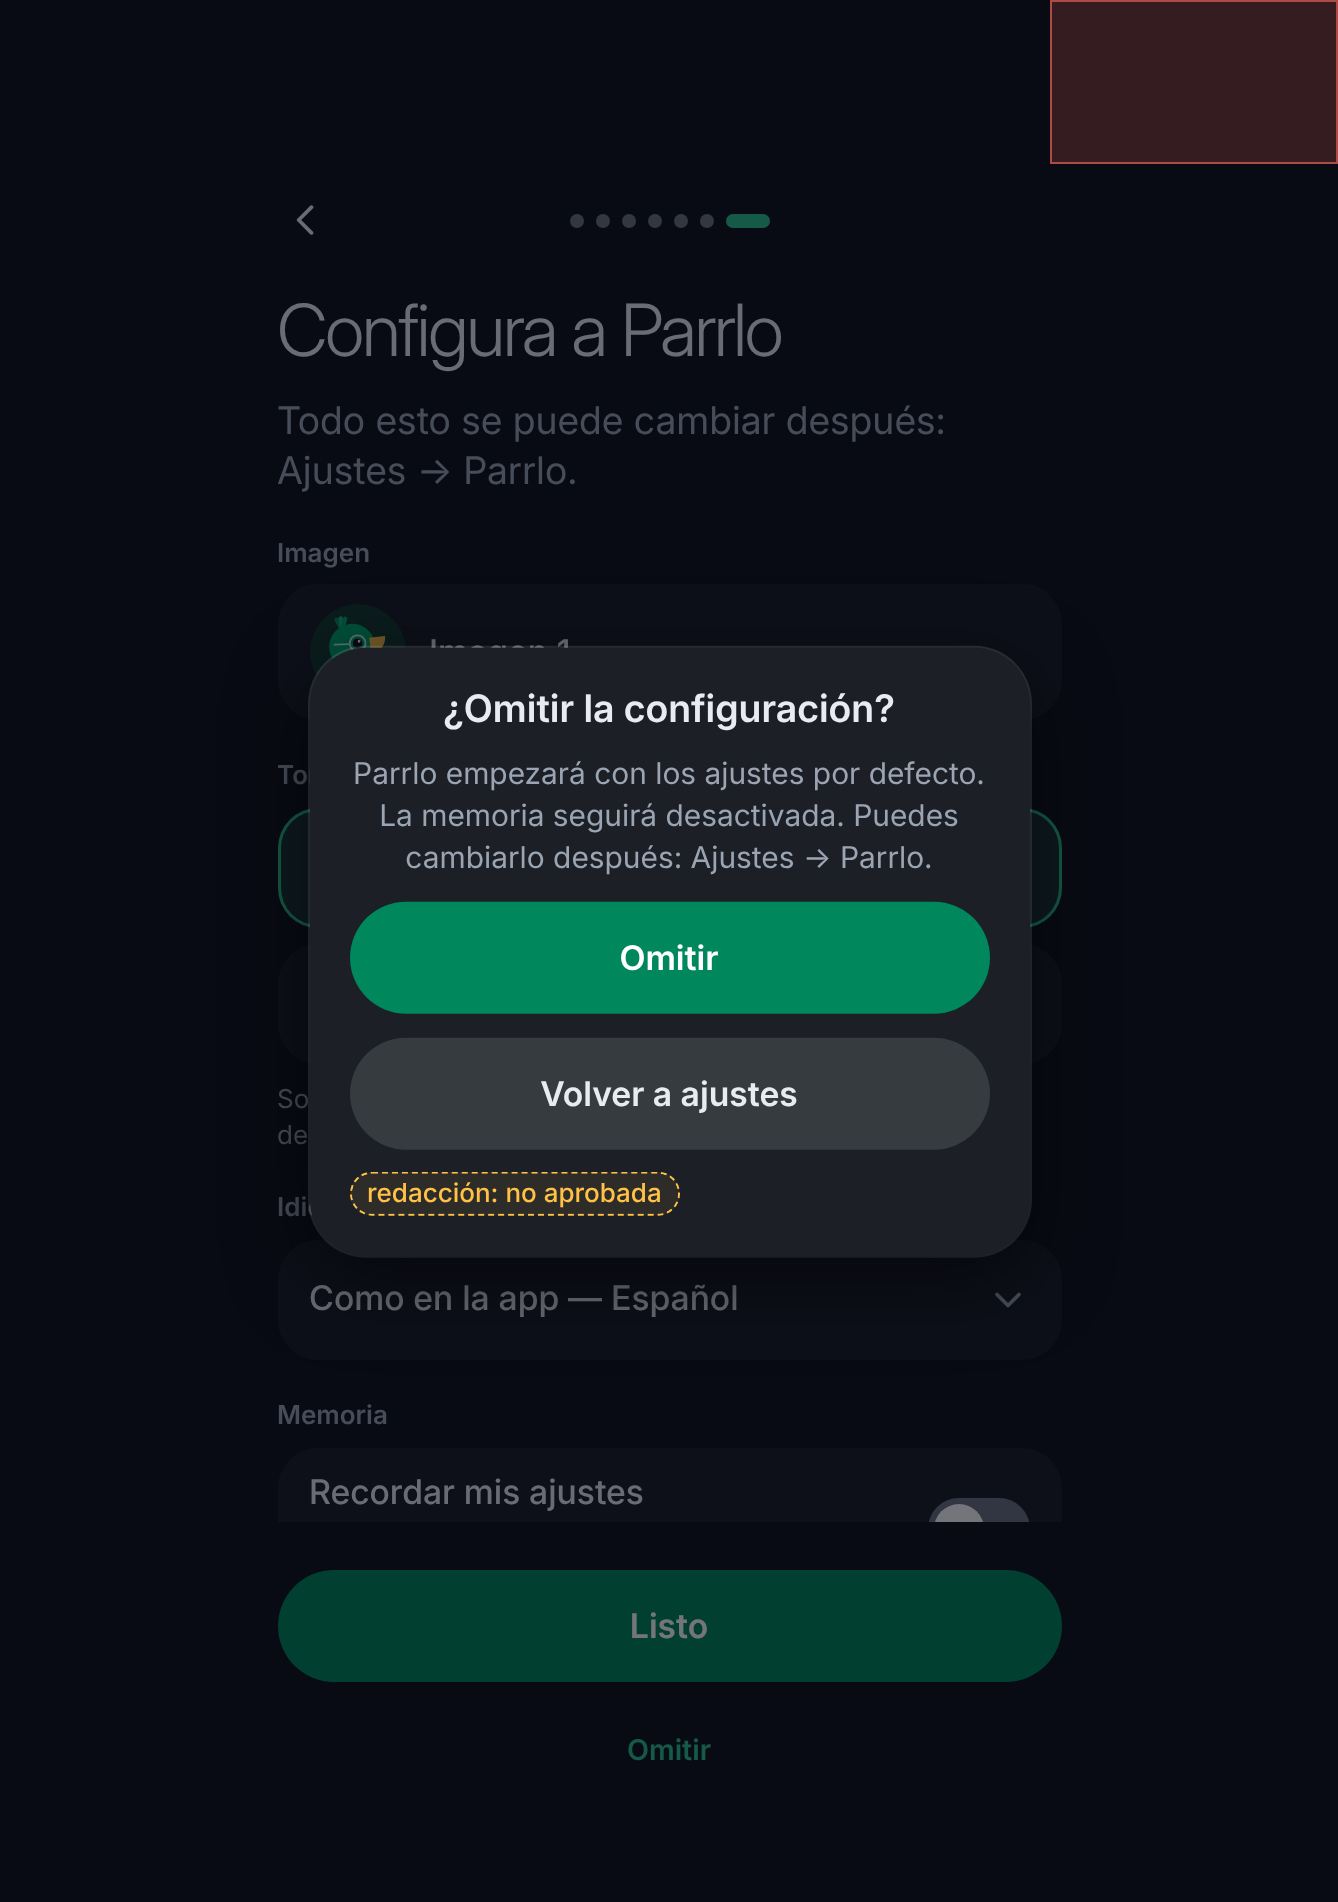 Configura a Parrlo
Todo esto se puede cambiar después:
Ajustes → Parrlo.
Imagen
Imagen 1
¿Omitir la configuración?
Parrlo empezará con los ajustes por defecto.
La memoria seguirá desactivada. Puedes
cambiarlo después: Ajustes → Parrlo.
Omitir
Volver a ajustes
redacción: no aprobada
Como en la app — Español
Memoria
Recordar mis ajustes
Listo
Omitir